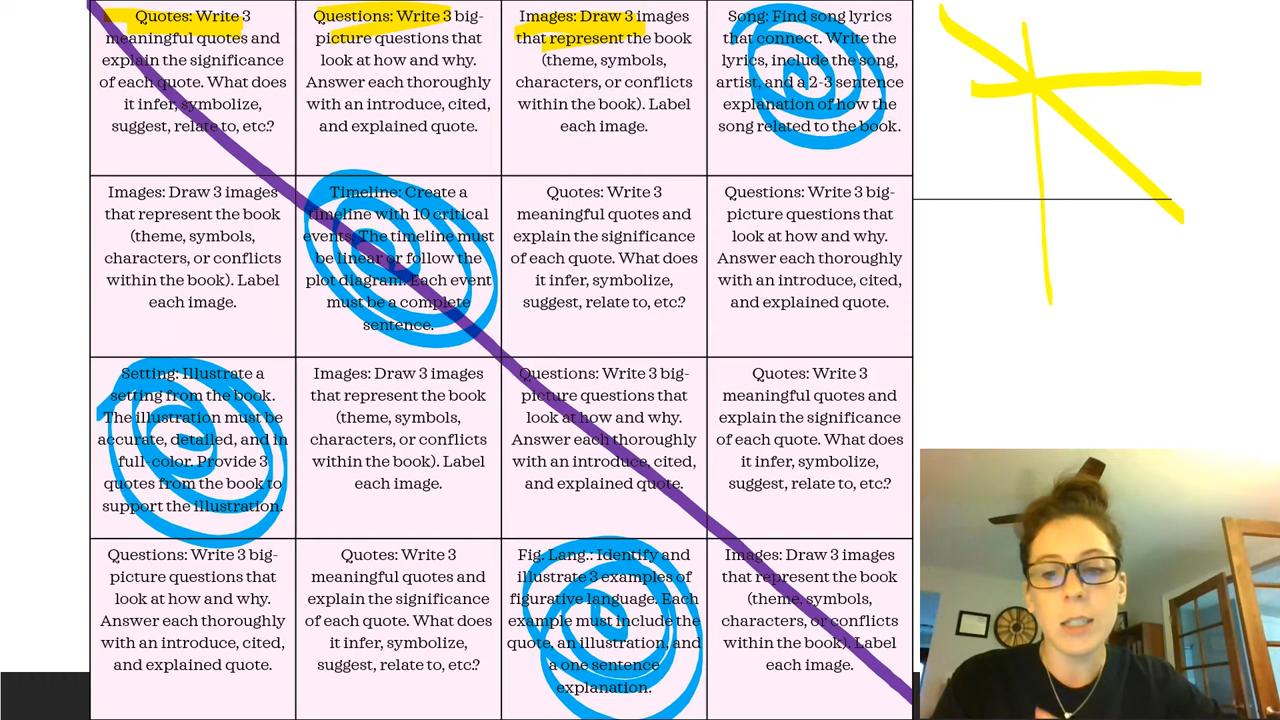 Quotes: Write 3
meaningful quotes and
explain the significance
of each quote. What does
it infer, symbolize,
suggest, relate to, etc.?
Questions: Write 3 big-
picture questions that
look at how and why.
Answer each thoroughly
with an introduce, cited,
and explained quote.
Images: Draw 3 images
that represent the book
(theme, symbols,
characters, or conflicts
within the book). Label
each image.
Song: Find song lyrics
that connect. Write the
lyrics, include the song,
artist, and a 2-3 sentence
explanation of how the
song related to the book.
Images: Draw 3 images
that represent the book
(theme, symbols,
characters, or conflicts
within the book). Label
each image.
Timeline: Create a
timeline with 10 critical
events. The timeline must
be linear or follow the
plot diagram. Each event
must be a complete
sentence.
Quotes: Write 3
meaningful quotes and
explain the significance
of each quote. What does
it infer, symbolize,
suggest, relate to, etc.?
Questions: Write 3 big-
picture questions that
look at how and why.
Answer each thoroughly
with an introduce, cited,
and explained quote.
Setting: Illustrate a
setting from the book.
The illustration must be
accurate, detailed, and in
full-color. Provide 3
quotes from the book to
support the illustration.
Images: Draw 3 images
that represent the book
(theme, symbols,
characters, or conflicts
within the book). Label
each image.
Questions: Write 3 big-
picture questions that
look at how and why.
Answer each thoroughly
with an introduce, cited,
and explained quote.
Quotes: Write 3
meaningful quotes and
explain the significance
of each quote. What does
it infer, symbolize,
suggest, relate to, etc.?
Questions: Write 3 big-
picture questions that
look at how and why.
Answer each thoroughly
with an introduce, cited,
and explained quote.
Quotes: Write 3
meaningful quotes and
explain the significance
of each quote. What does
it infer, symbolize,
suggest, relate to, etc.?
Fig. Lang.: Identify and
illustrate 3 examples of
figurative language. Each
example must include the
quote, an illustration, and
a one sentence
explanation.
Images: Draw 3 images
that represent the book
(theme, symbols,
characters, or conflicts
within the book). Label
each image.